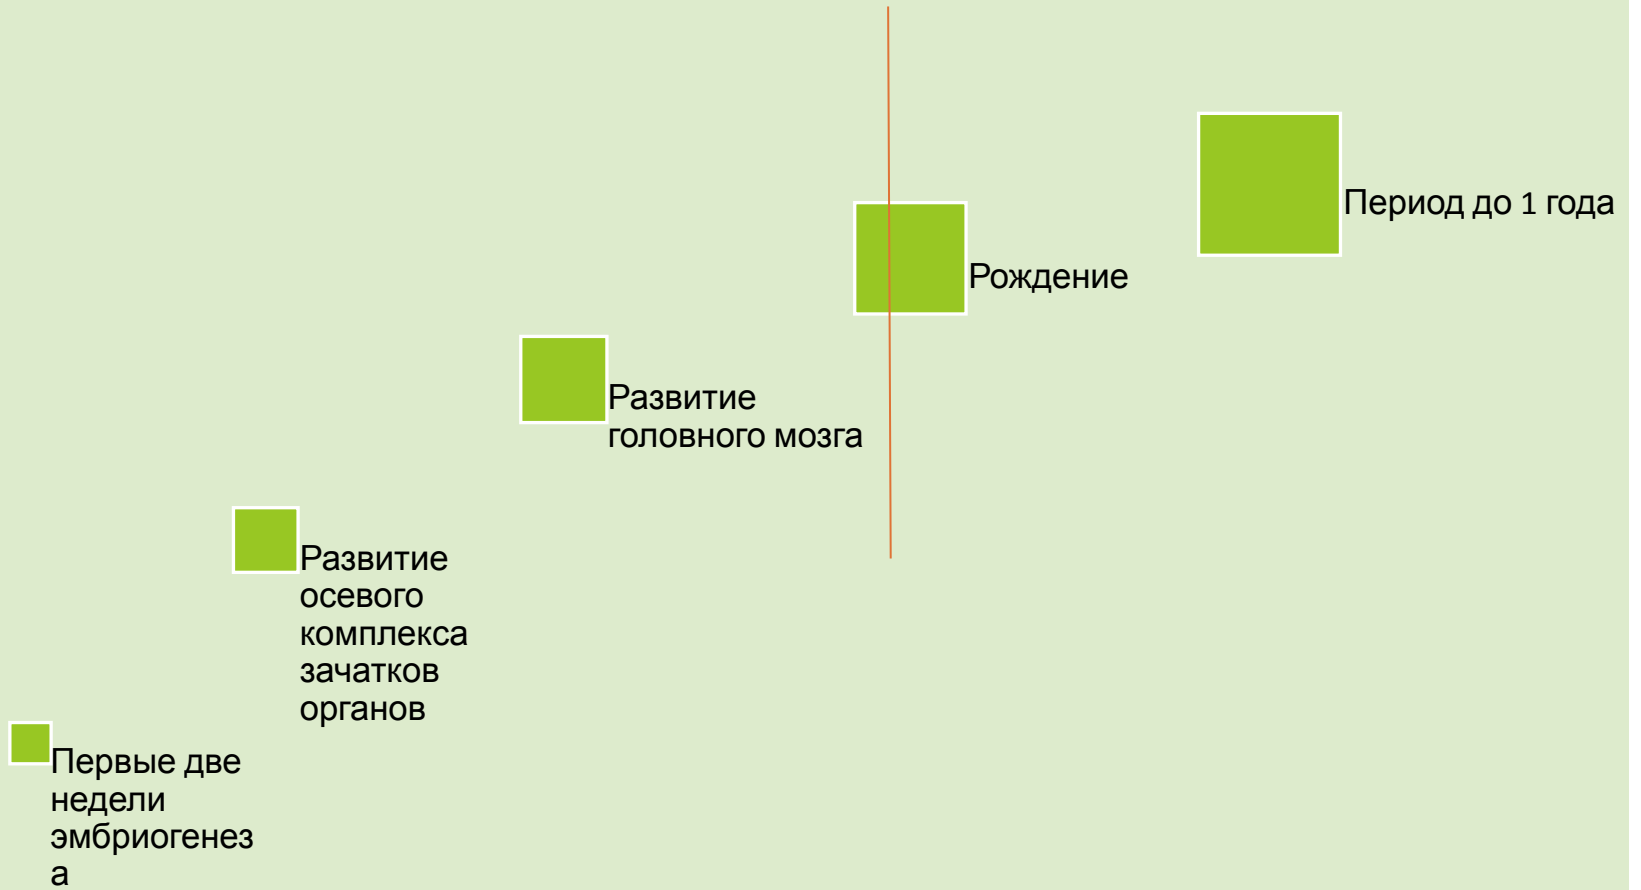 Период до 1 года
Рождение
Развитие
головного мозга
Развитие
осевого
комплекса
зачатков
органов
Первые две
недели
эмбриогенез
а